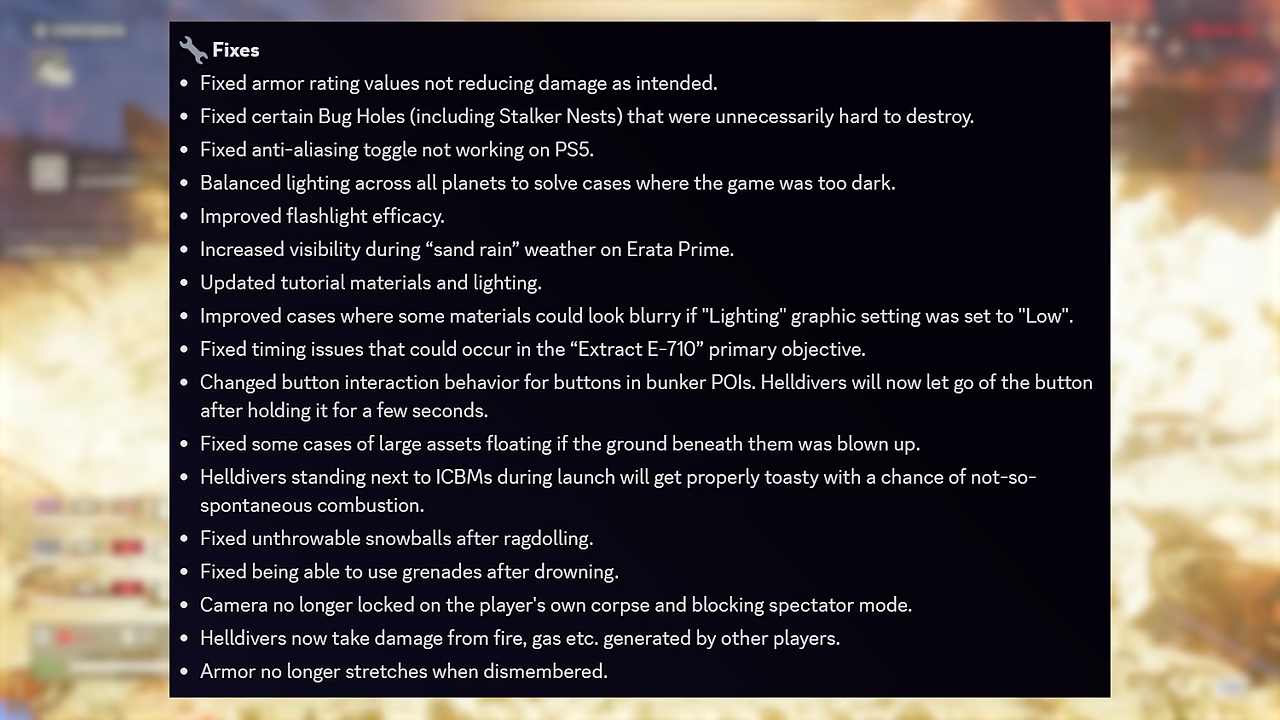 Fixes
• Fixed armor rating values not reducing damage as intended.
• Fixed certain Bug Holes (including Stalker Nests) that were unnecessarily hard to destroy.
• Fixed anti-aliasing toggle not working on PS5.
• Balanced lighting across all planets to solve cases where the game was too dark.
• Improved flashlight efficacy.
• Increased visibility during “sand rain” weather on Erata Prime.
• Updated tutorial materials and lighting.
• Improved cases where some materials could look blurry if "Lighting" graphic setting was set to "Low".
• Fixed timing issues that could occur in the “Extract E-710” primary objective.
• Changed button interaction behavior for buttons in bunker POIs. Helldivers will now let go of the button
after holding it for a few seconds.
• Fixed some cases of large assets floating if the ground beneath them was blown up.
• Helldivers standing next to ICBMs during launch will get properly toasty with a chance of not-so-
spontaneous combustion.
• Fixed unthrowable snowballs after ragdolling.
• Fixed being able to use grenades after drowning.
• Camera no longer locked on the player's own corpse and blocking spectator mode.
• Helldivers now take damage from fire, gas etc. generated by other players.
• Armor no longer stretches when dismembered.